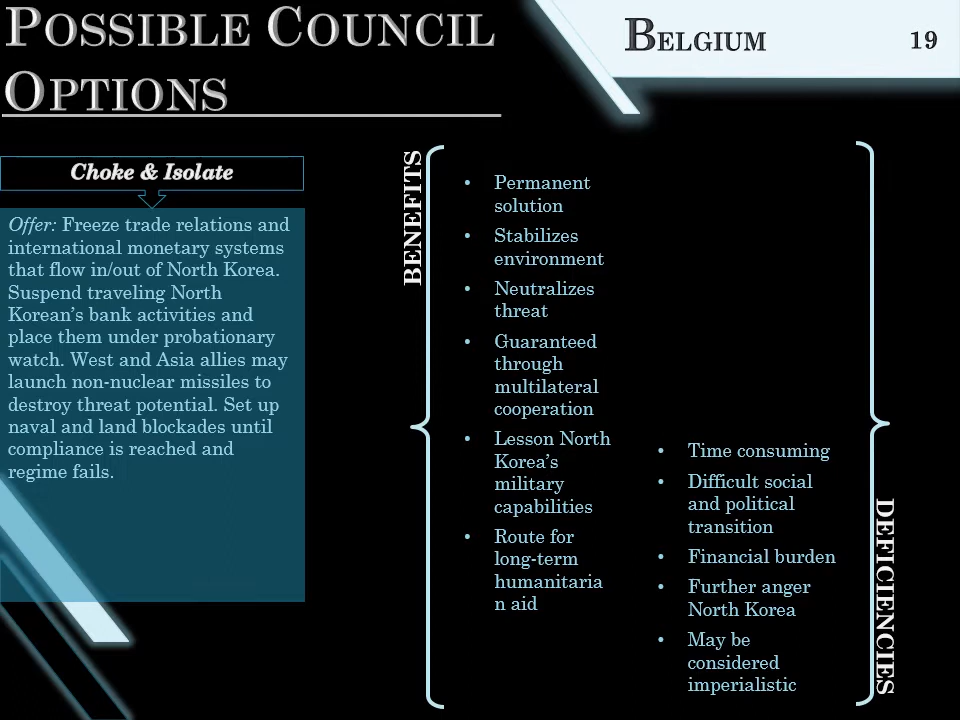 POSSIBLE COUNCIL
OPTIONS
BELGIUM
19
Choke & Isolate
Offer: Freeze trade relations and
international monetary systems
that flow in/out of North Korea.
Suspend traveling North
Korean's bank activities and
place them under probationary
watch. West and Asia allies may
launch non-nuclear missiles to
destroy threat potential. Set up
naval and land blockades until
compliance is reached and
regime fails.
BENEFITS
• Permanent
solution
• Stabilizes
environment
• Neutralizes
threat
• Guaranteed
through
multilateral
cooperation
• Lesson North
Korea's
military
capabilities
• Route for
long-term
humanitaria
n aid
• Time consuming
• Difficult social
and political
transition
• Financial burden
• Further anger
North Korea
• May be
considered
imperialistic
DEFICIENCIES